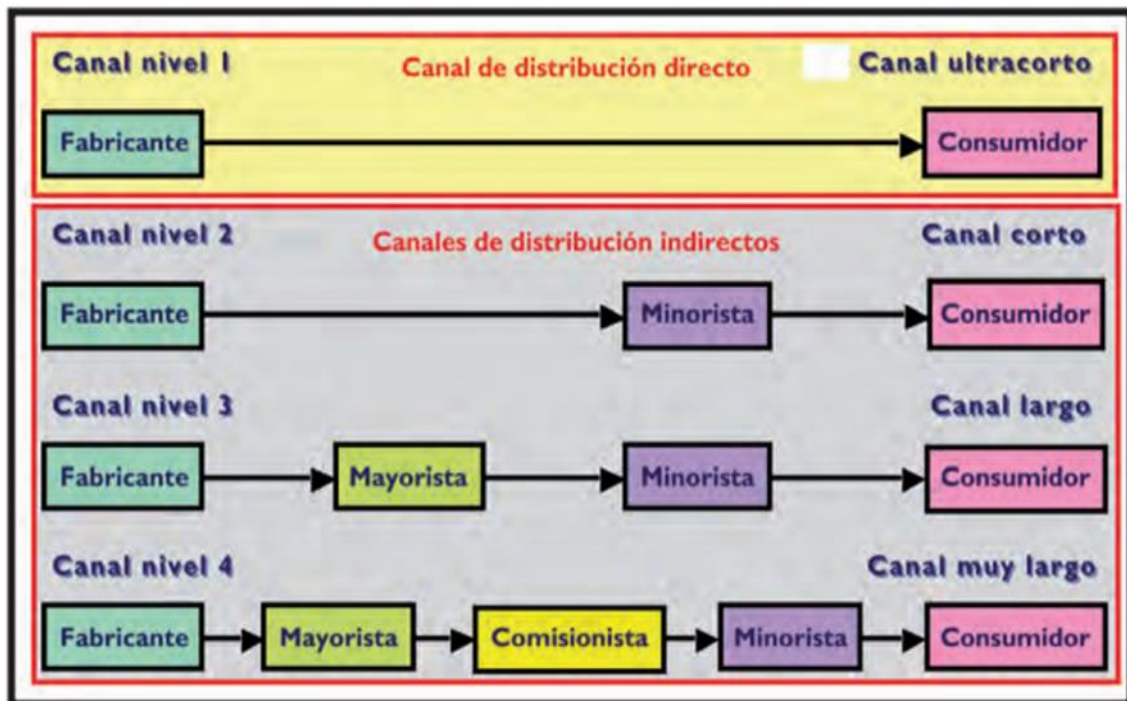 Canal nivel 1 Canal de distribución directo Canal ultracorto
Fabricante Consumidor
Canal nivel 2 Canales de distribución indirectos Canal corto
Fabricante Minorista Consumidor
Canal nivel 3 Canal largo
Fabricante Mayorista Minorista Consumidor
Canal nivel 4 Canal muy largo
Fabricante Mayorista Comisionista Minorista Consumidor